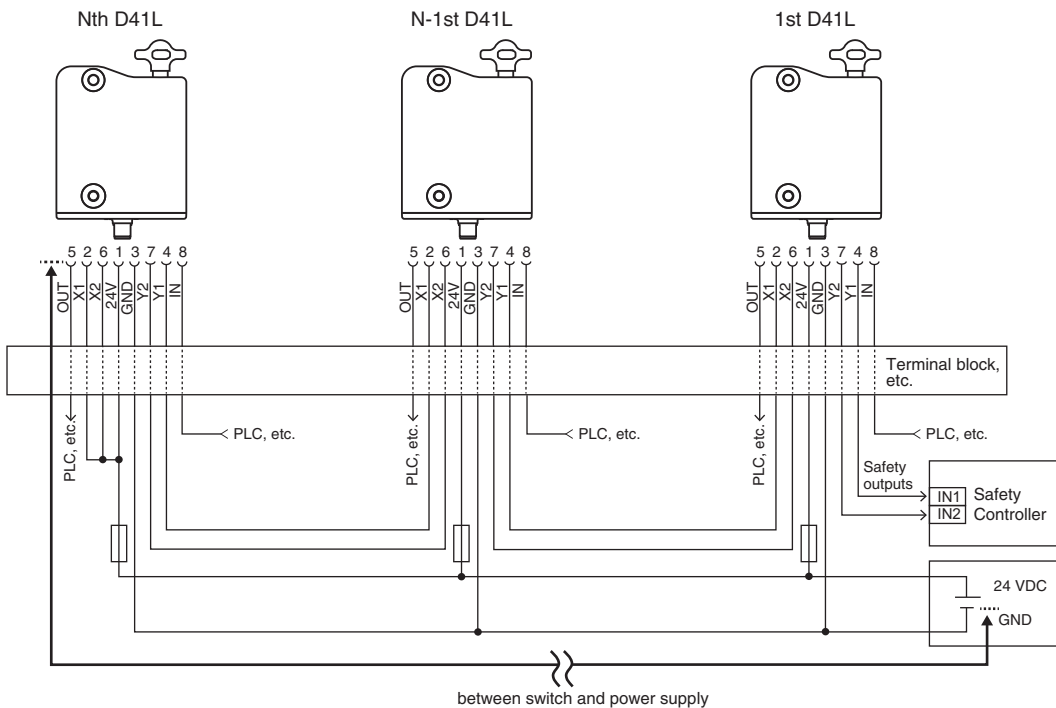 Nth D41L
N-1st D41L
1st D41L
5 2 6 1 3 7 4 8
5 2 6 1 3 7 4 8
5 2 6 1 3 7 4 8
OUT X1 X2 24V GND Y2 Y1 IN
OUT X1 X2 24V GND Y2 Y1 IN
OUT X1 X2 24V GND Y2 Y1 IN
Terminal block,
etc.
PLC, etc.
PLC, etc.
PLC, etc.
PLC, etc.
PLC, etc.
PLC, etc.
Safety
outputs
IN1
IN2
Safety
Controller
24 VDC
GND
between switch and power supply